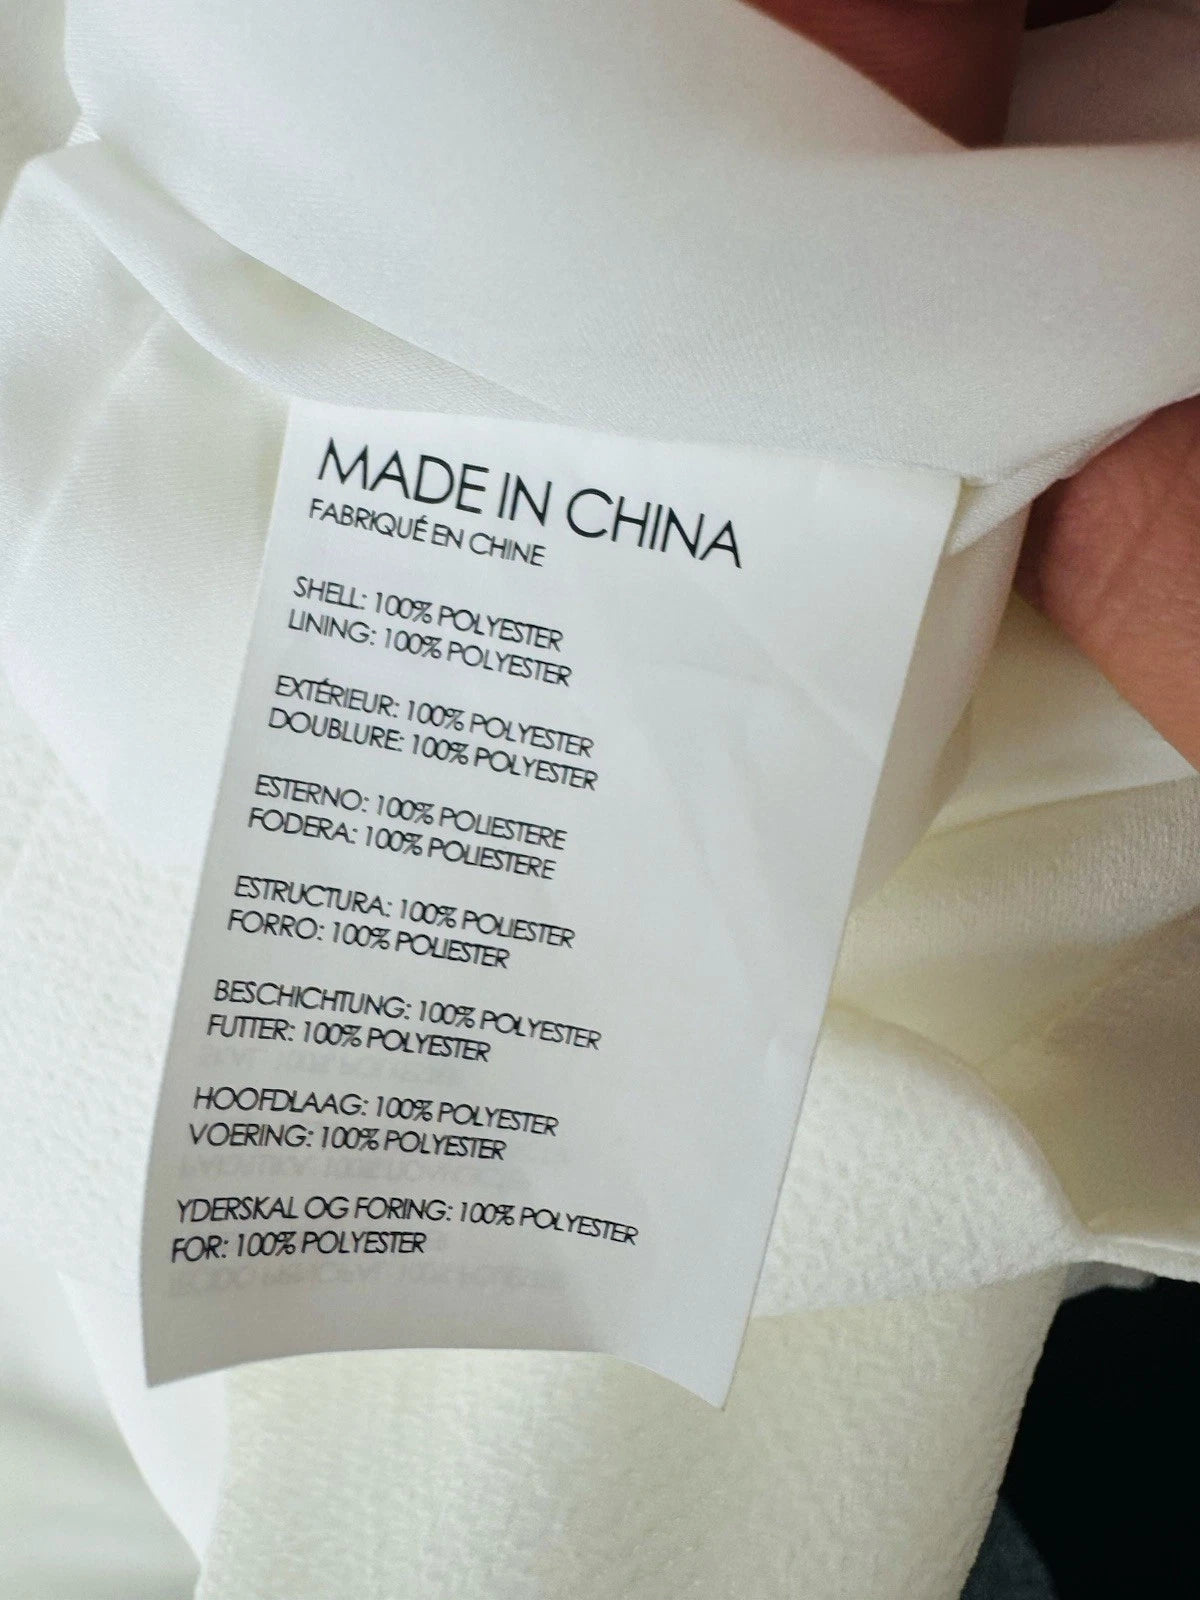 MADE IN CHINA
FABRIQUÉ EN CHINE
SHELL: 100% POLYESTER
LINING: 100% POLYESTER
EXTÉRIEUR: 100% POLYESTER
DOUBLURE: 100% POLYESTER
ESTERNO: 100% POLIESTERE
FODERA: 100% POLIESTERE
ESTRUCTURA: 100% POLIESTER
FORRO: 100% POLIESTER
BESCHICHTUNG: 100% POLYESTER
FUTTER: 100% POLYESTER
HOOFDLAAG: 100% POLYESTER
VOERING: 100% POLYESTER
YDERSKAL OG FORING: 100% POLYESTER
FOR: 100% POLYESTER